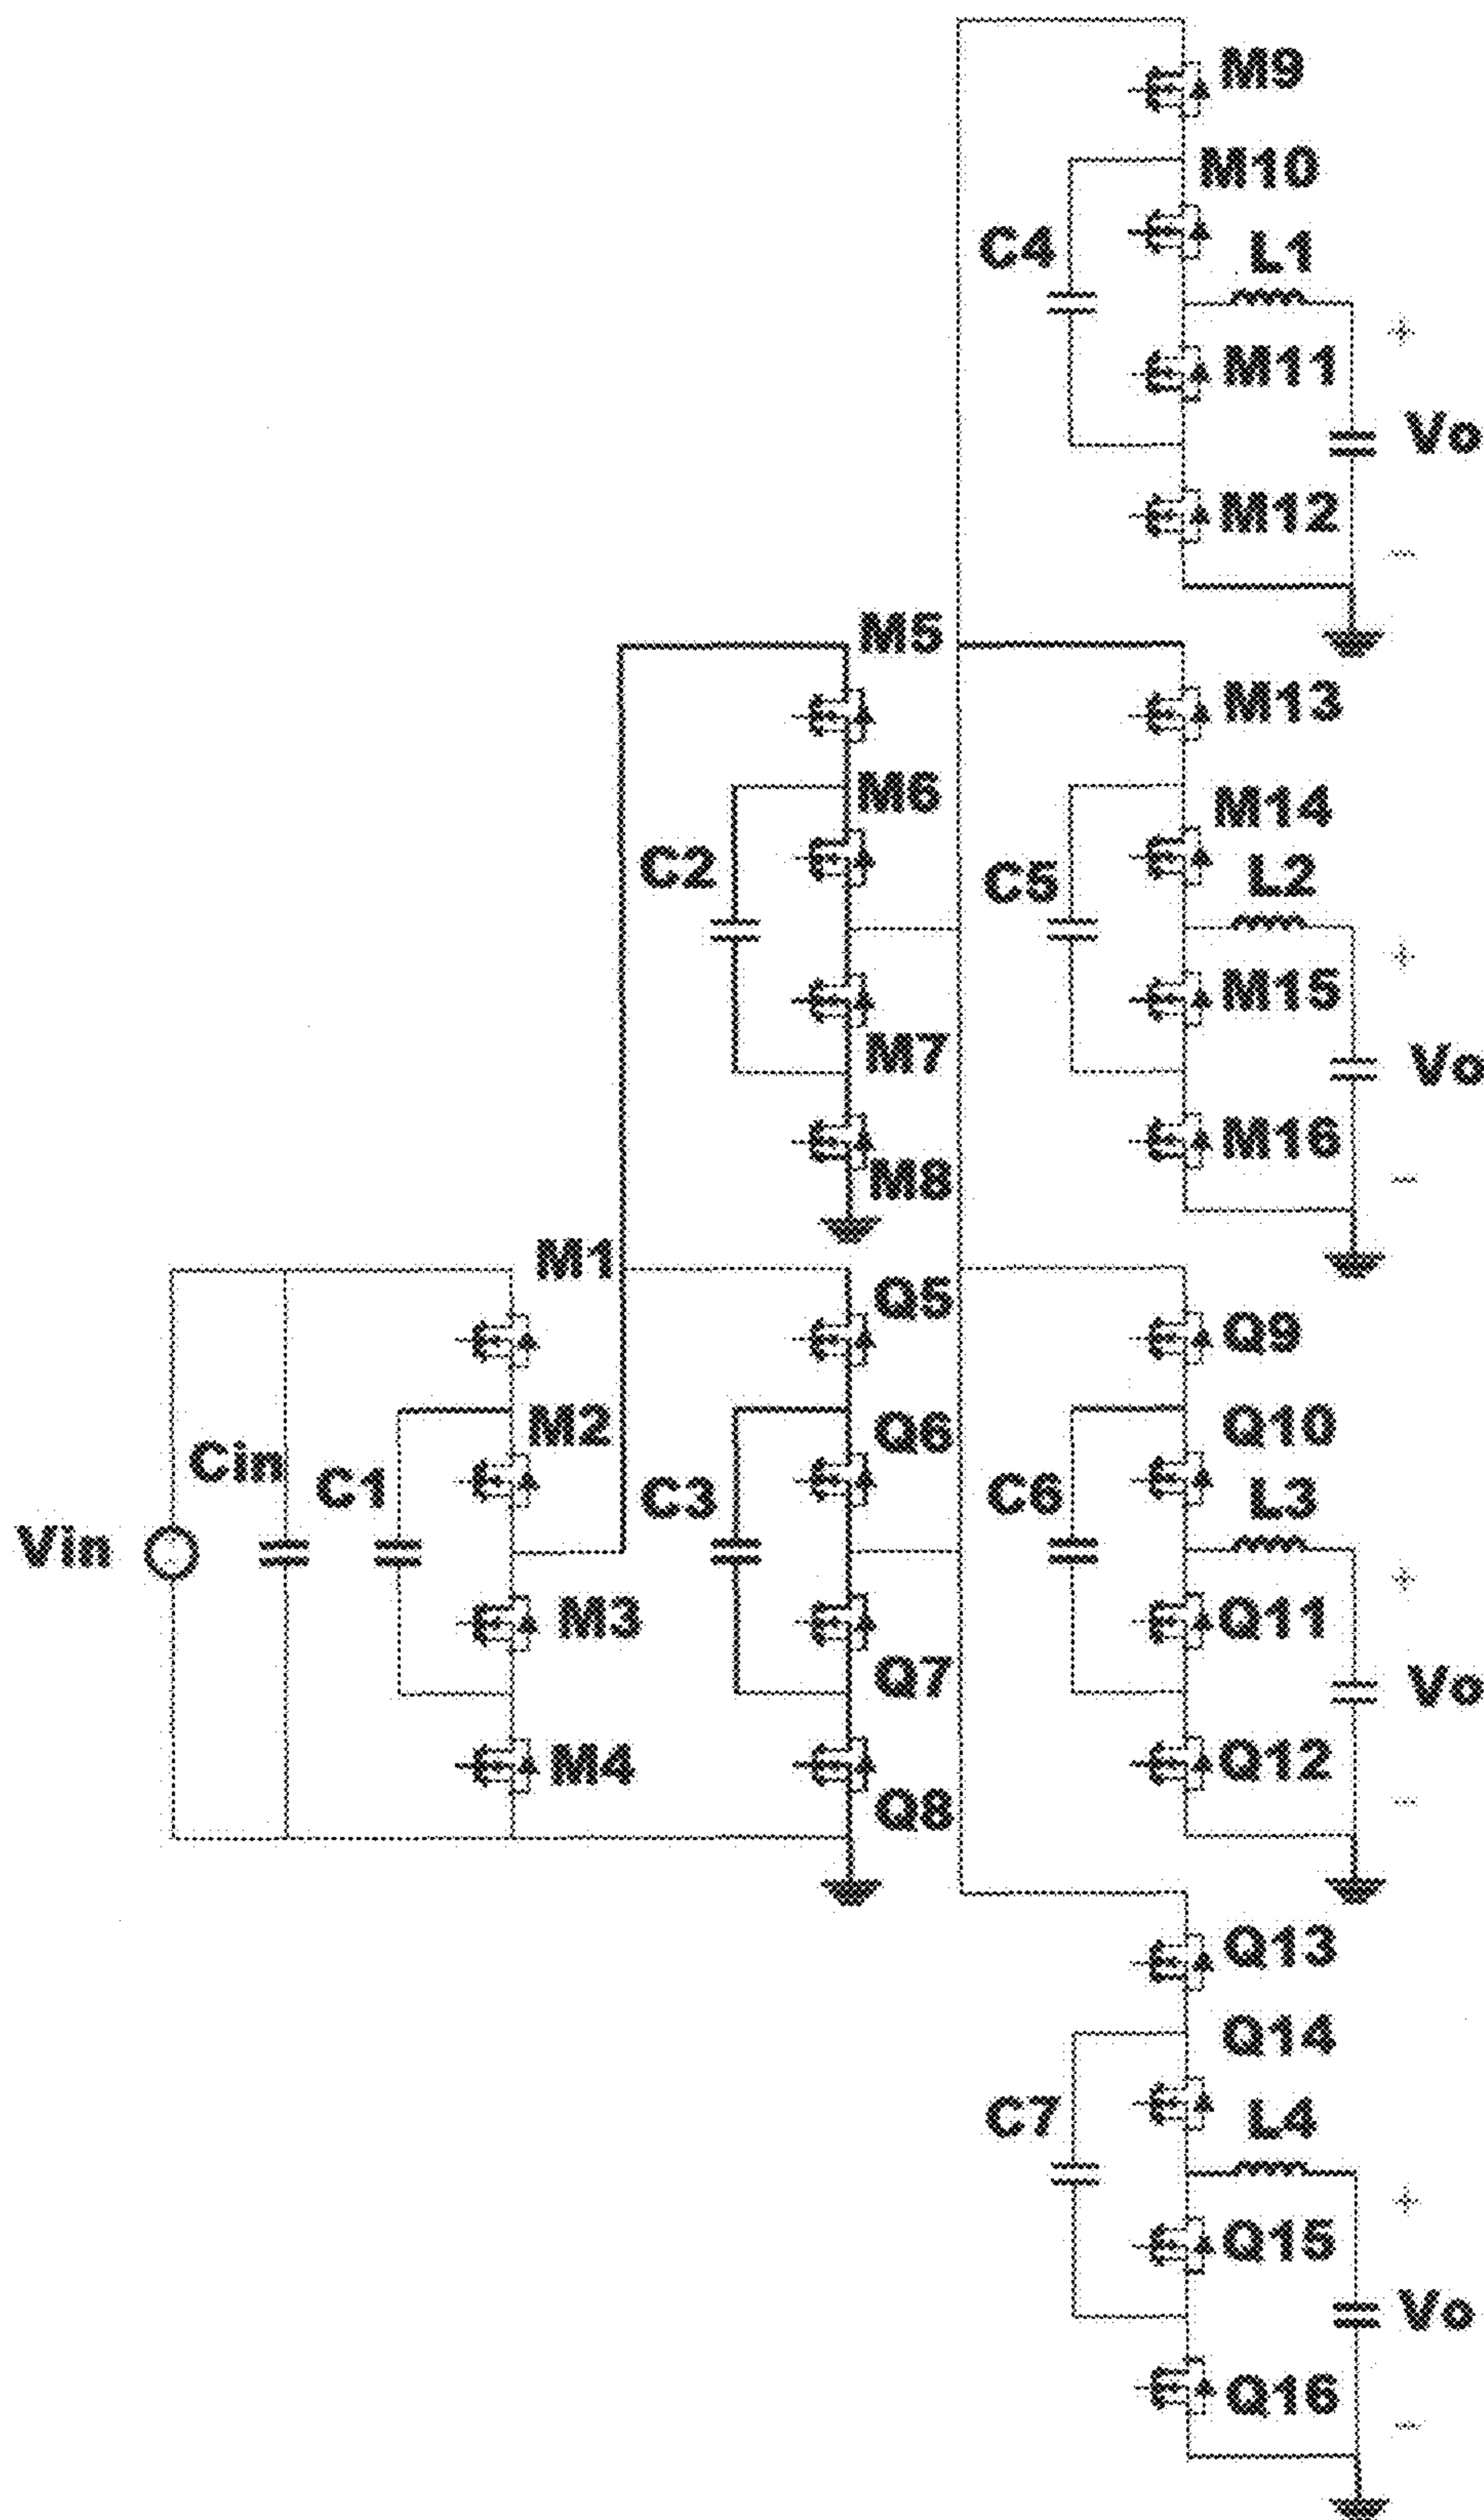 M9
M10
C4
L1
+
M11
Vo
M12
-
M5
M13
M6
M14
C2
C5
L2
+
M15
M7
Vo
M16
M8
-
M1
Q5
Q9
M2
Q6
Q10
Cin
C1
C3
C6
L3
Vin
+
M3
Q11
Q7
Vo
M4
Q12
Q8
-
Q13
Q14
C7
L4
+
Q15
Vo
Q16
-